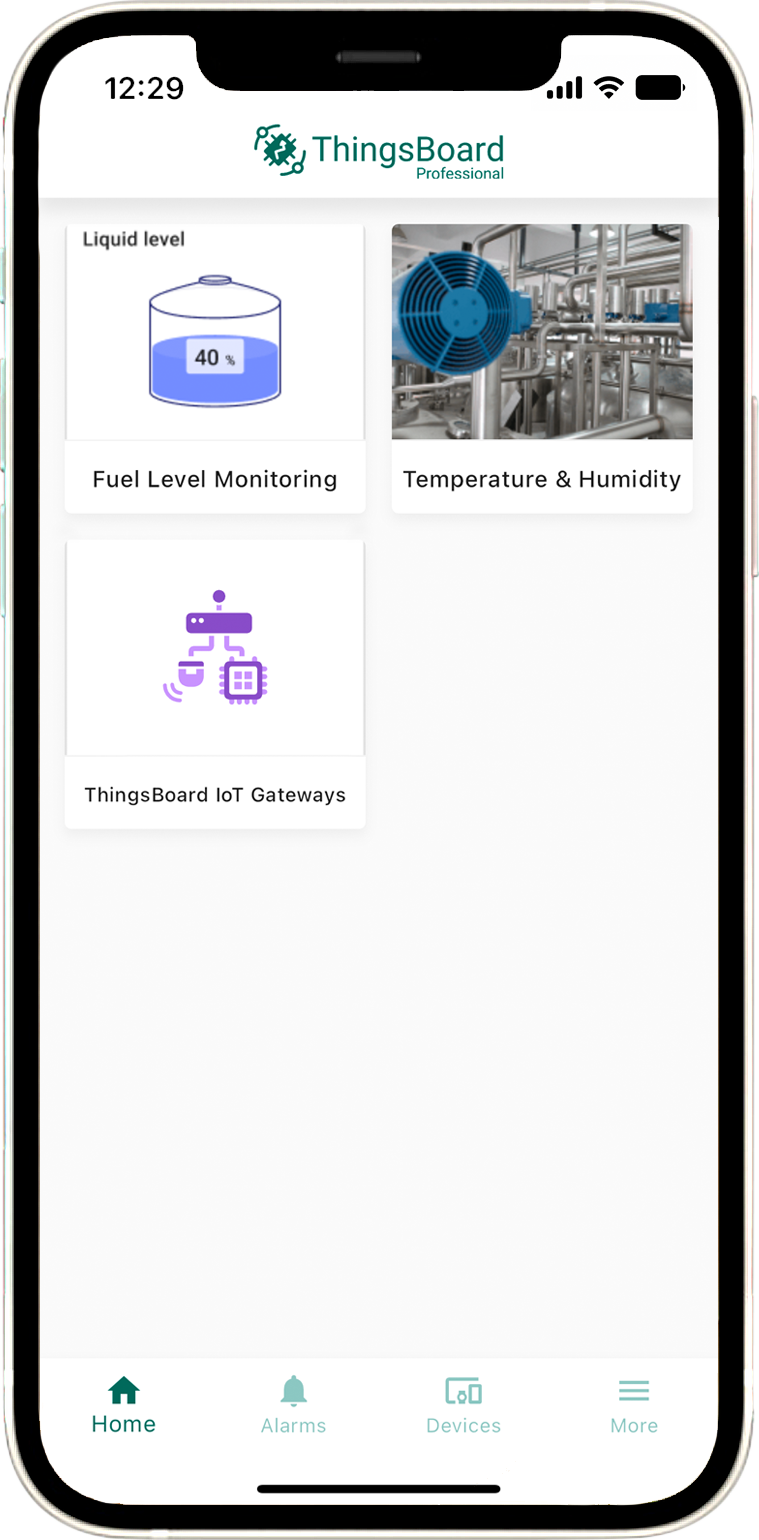 12:29
ThingsBoard
Professional
Liquid level
40 %
Fuel Level Monitoring
Temperature & Humidity
ThingsBoard IoT Gateways
Home
Alarms
Devices
More